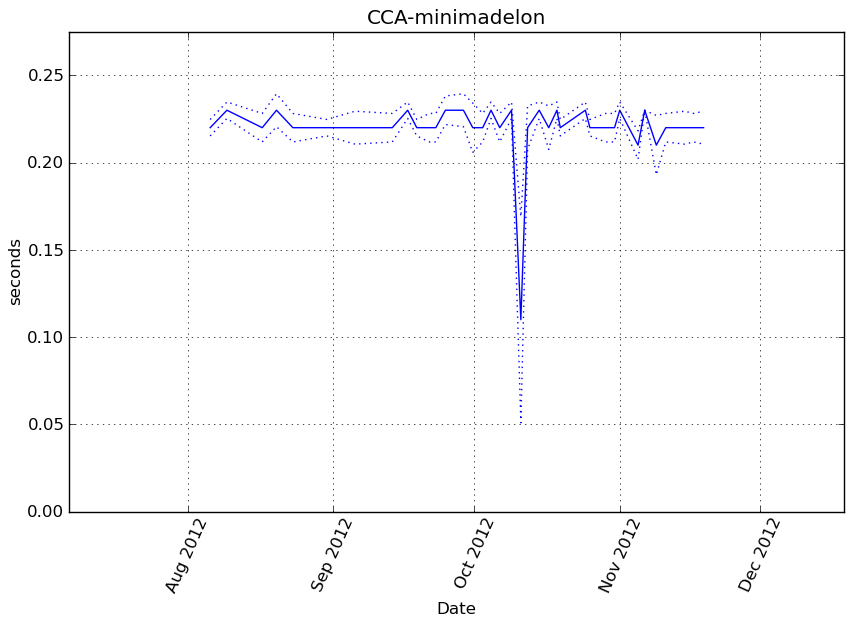 CCA-minimadelon
0.25
0.20
0.15
0.10
0.05
0.00
seconds
Aug 2012
Sep 2012
Oct 2012
Nov 2012
Dec 2012
Date